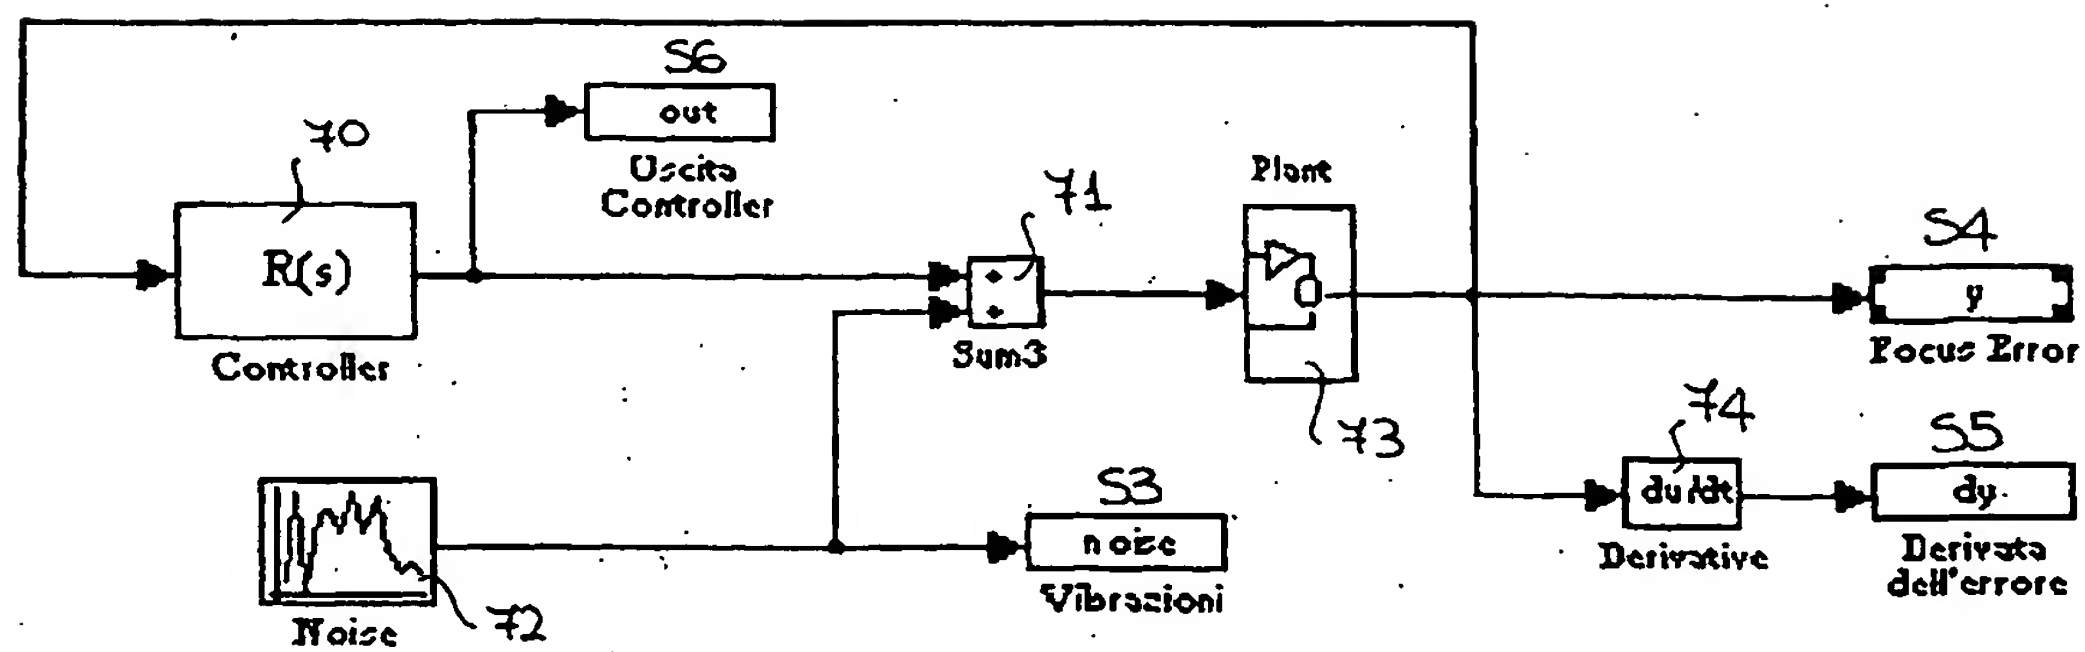 S6
out
Uscita
Controller
70
R(s)
Controller
71
Sum3
Plant
73
S4
y
Focus Error
74
du/dt
Derivative
S5
dy
Derivata
dell'errore
S3
noise
Vibrazioni
72
Noise